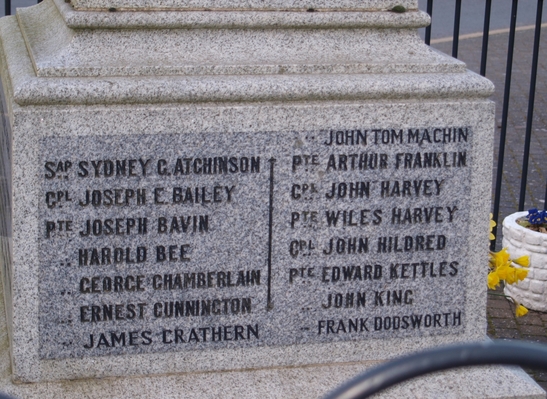 SAP SYDNEY G. ATCHINSON
CPL JOSEPH E. BAILEY
PTE JOSEPH BAVIN
" HAROLD BEE
" GEORGE CHAMBERLAIN
" ERNEST CUNNINGTON
" JAMES CRATHERN
" JOHN TOM MACHIN
PTE ARTHUR FRANKLIN
CPL JOHN HARVEY
PTE WILES HARVEY
CPL JOHN HILDRED
PTE EDWARD KETTLES
" JOHN KING
" FRANK DODSWORTH